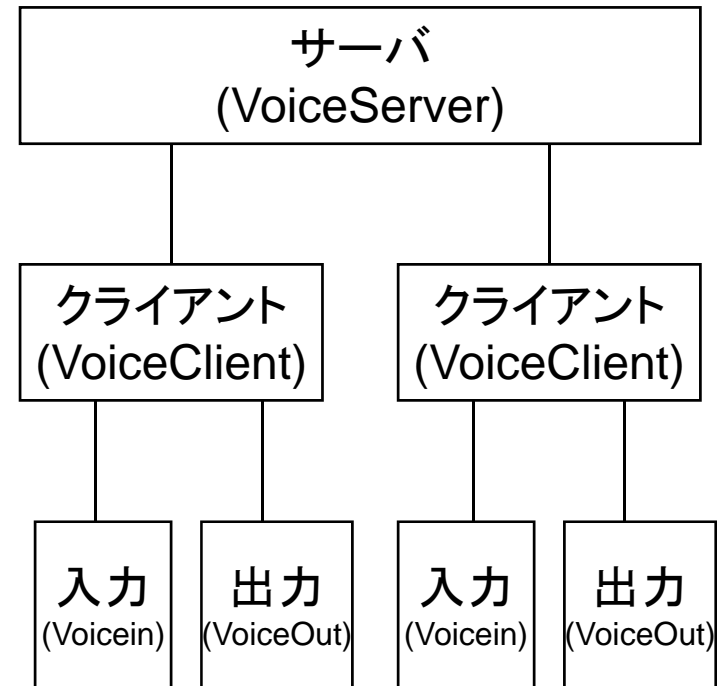 サーバ
(VoiceServer)
クライアント
(VoiceClient)
クライアント
(VoiceClient)
入力
(Voicein)
出力
(VoiceOut)
入力
(Voicein)
出力
(VoiceOut)